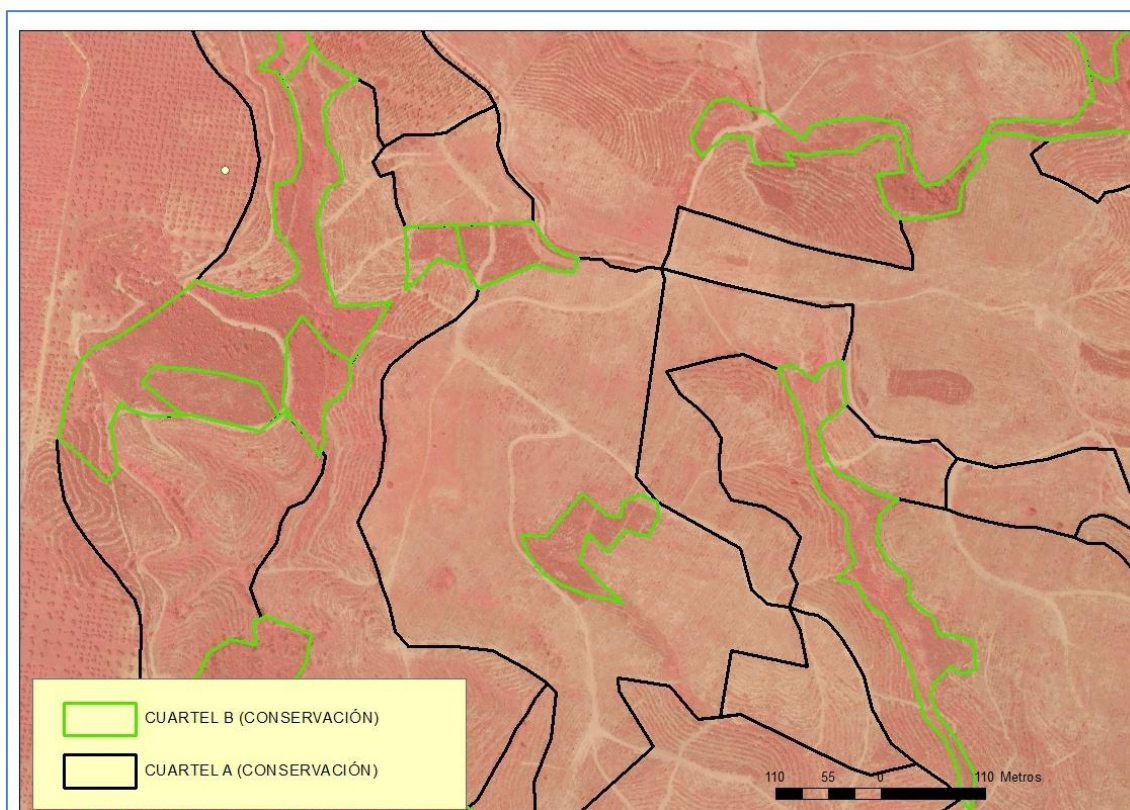 CUARTEL B (CONSERVACIÓN)
CUARTEL A (CONSERVACIÓN)
110 55 0 110 Metros